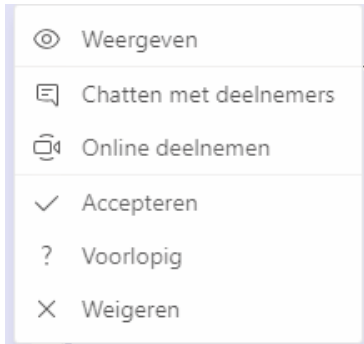 Weergeven
Chatten met deelnemers
Online deelnemen
Accepteren
? Voorlopig
Weigeren